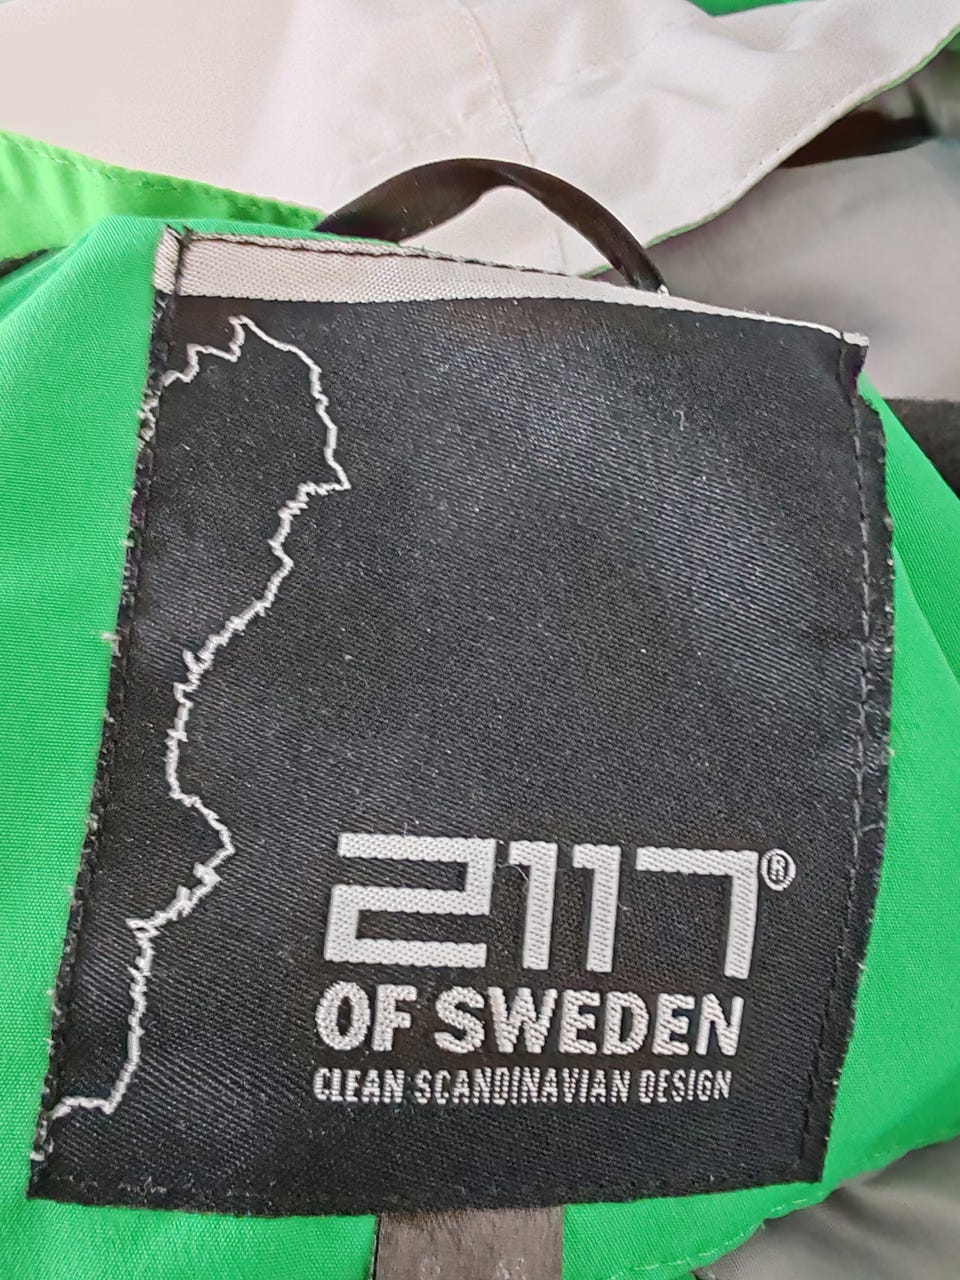 2117®
OF SWEDEN
CLEAN SCANDINAVIAN DESIGN